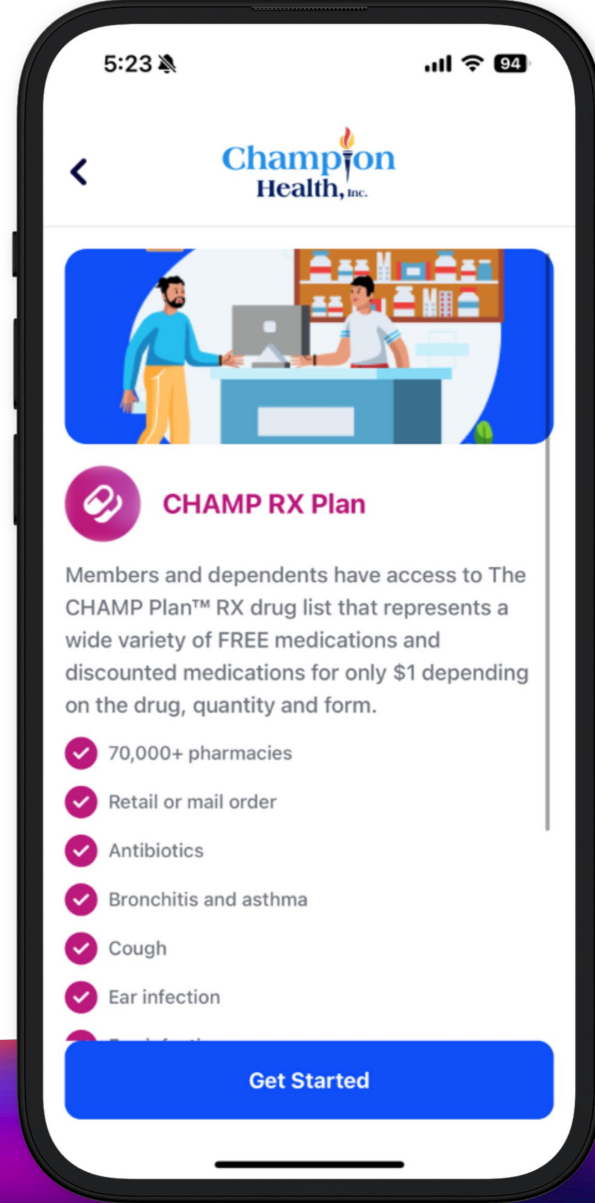 5:23
94
Champion
Health, Inc.
CHAMP RX Plan
Members and dependents have access to The
CHAMP Plan™ RX drug list that represents a
wide variety of FREE medications and
discounted medications for only $1 depending
on the drug, quantity and form.
70,000+ pharmacies
Retail or mail order
Antibiotics
Bronchitis and asthma
Cough
Ear infection
Get Started